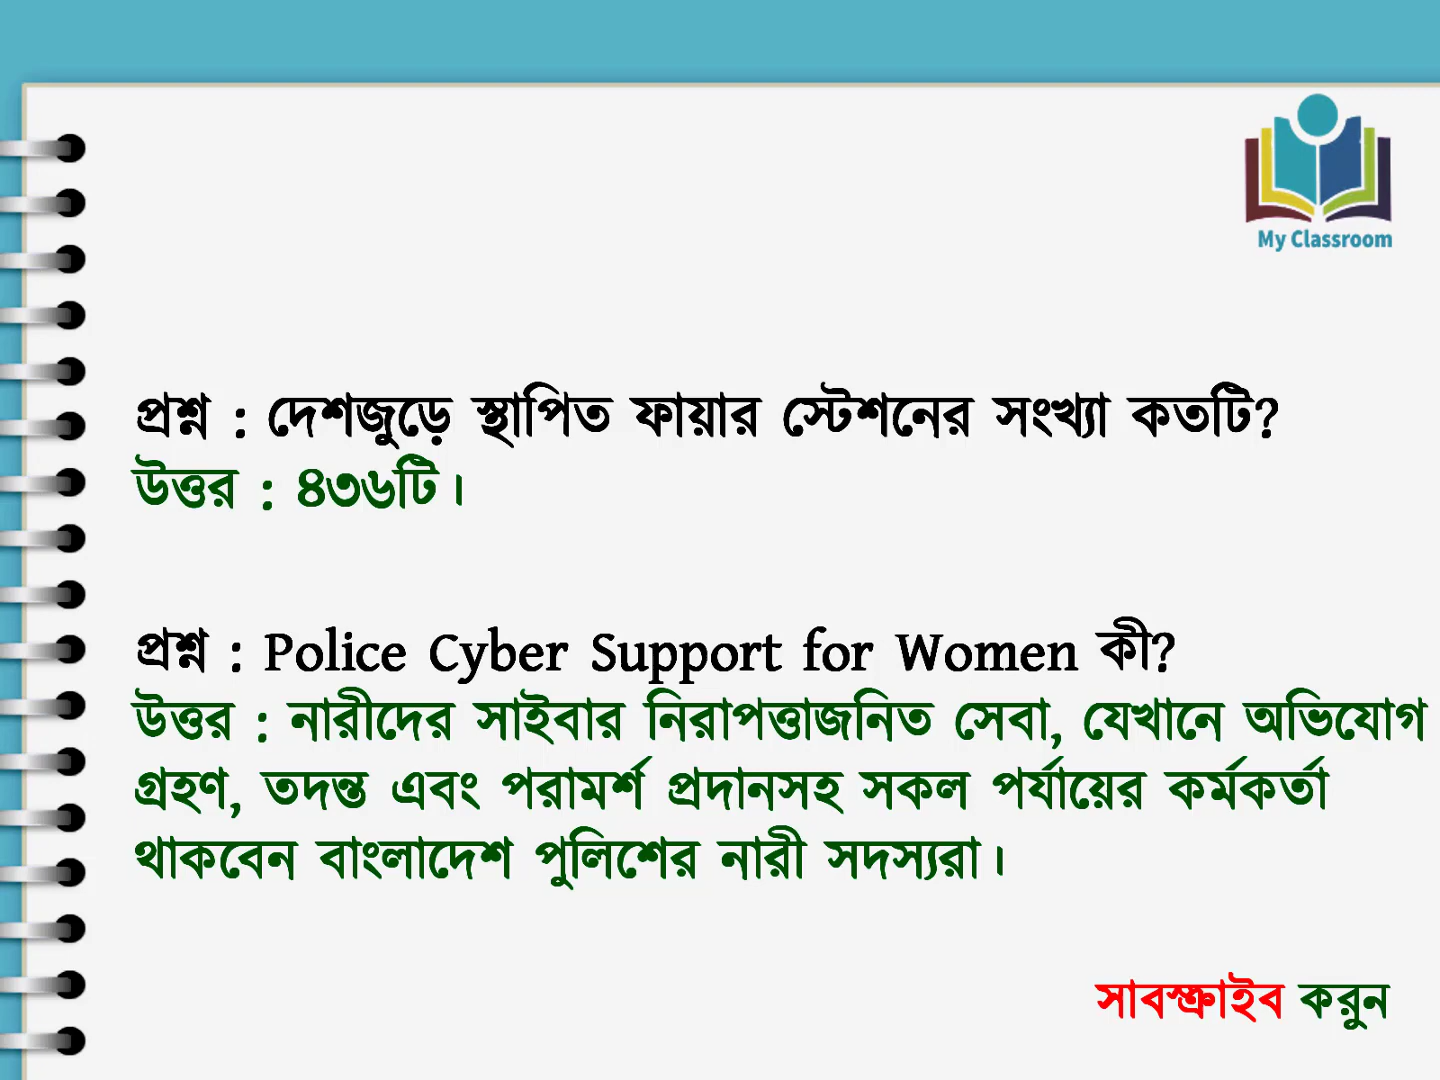 My Classroom
প্রশ্ন : দেশজুড়ে স্থাপিত ফায়ার স্টেশনের সংখ্যা কতটি?
উত্তর : ৪৩৬টি।
প্রশ্ন : Police Cyber Support for Women কী?
উত্তর : নারীদের সাইবার নিরাপত্তাজনিত সেবা, যেখানে অভিযোগ
গ্রহণ, তদন্ত এবং পরামর্শ প্রদানসহ সকল পর্যায়ের কর্মকর্তা
থাকবেন বাংলাদেশ পুলিশের নারী সদস্যরা।
সাবস্ক্রাইব করুন